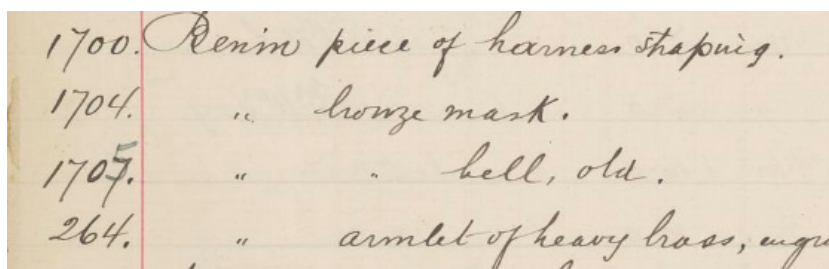 1700. Benin piece of harness strapping.
1704. " bronze mask.
1705. " " bell, old.
264. " armlet of heavy brass,